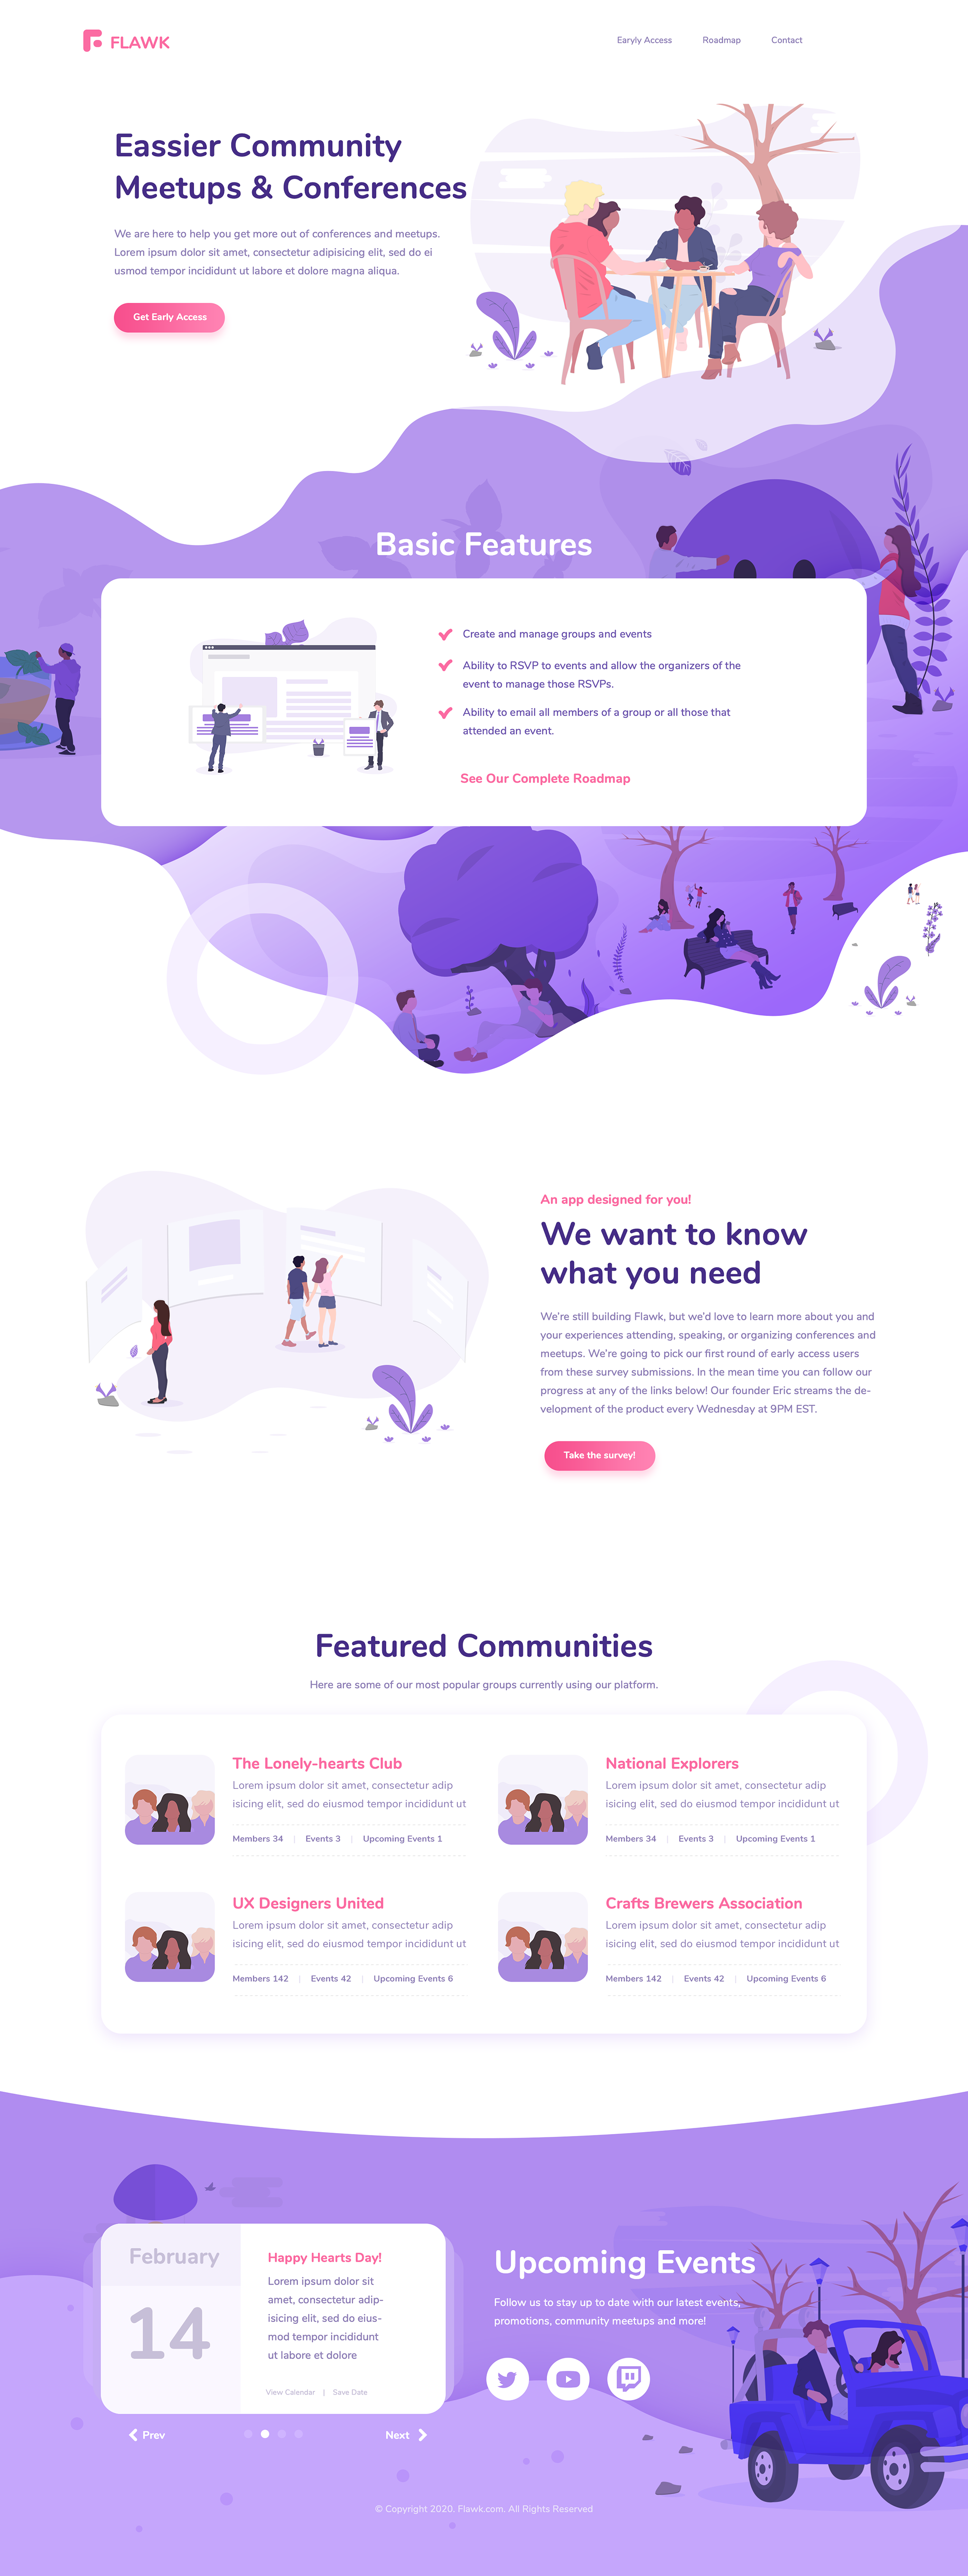 FLAWK
Earyly Access
Roadmap
Contact
Eassier Community
Meetups & Conferences
We are here to help you get more out of conferences and meetups.
Lorem ipsum dolor sit amet, consectetur adipisicing elit, sed do ei
usmod tempor incididunt ut labore et dolore magna aliqua.
Get Early Access
Basic Features
Create and manage groups and events
Ability to RSVP to events and allow the organizers of the
event to manage those RSVPs.
Ability to email all members of a group or all those that
attended an event.
See Our Complete Roadmap
An app designed for you!
We want to know
what you need
We're still building Flawk, but we'd love to learn more about you and
your experiences attending, speaking, or organizing conferences and
meetups. We're going to pick our first round of early access users
from these survey submissions. In the mean time you can follow our
progress at any of the links below! Our founder Eric streams the de-
velopment of the product every Wednesday at 9PM EST.
Take the survey!
Featured Communities
Here are some of our most popular groups currently using our platform.
The Lonely-hearts Club
Lorem ipsum dolor sit amet, consectetur adip
isicing elit, sed do eiusmod tempor incididunt ut
Members 34 | Events 3 | Upcoming Events 1
National Explorers
Lorem ipsum dolor sit amet, consectetur adip
isicing elit, sed do eiusmod tempor incididunt ut
Members 34 | Events 3 | Upcoming Events 1
UX Designers United
Lorem ipsum dolor sit amet, consectetur adip
isicing elit, sed do eiusmod tempor incididunt ut
Members 142 | Events 42 | Upcoming Events 6
Crafts Brewers Association
Lorem ipsum dolor sit amet, consectetur adip
isicing elit, sed do eiusmod tempor incididunt ut
Members 142 | Events 42 | Upcoming Events 6
February
14
Happy Hearts Day!
Lorem ipsum dolor sit
amet, consectetur adip-
isicing elit, sed do eius-
mod tempor incididunt
ut labore et dolore
View Calendar | Save Date
Prev
Next
Upcoming Events
Follow us to stay up to date with our latest events,
promotions, community meetups and more!
© Copyright 2020. Flawk.com. All Rights Reserved